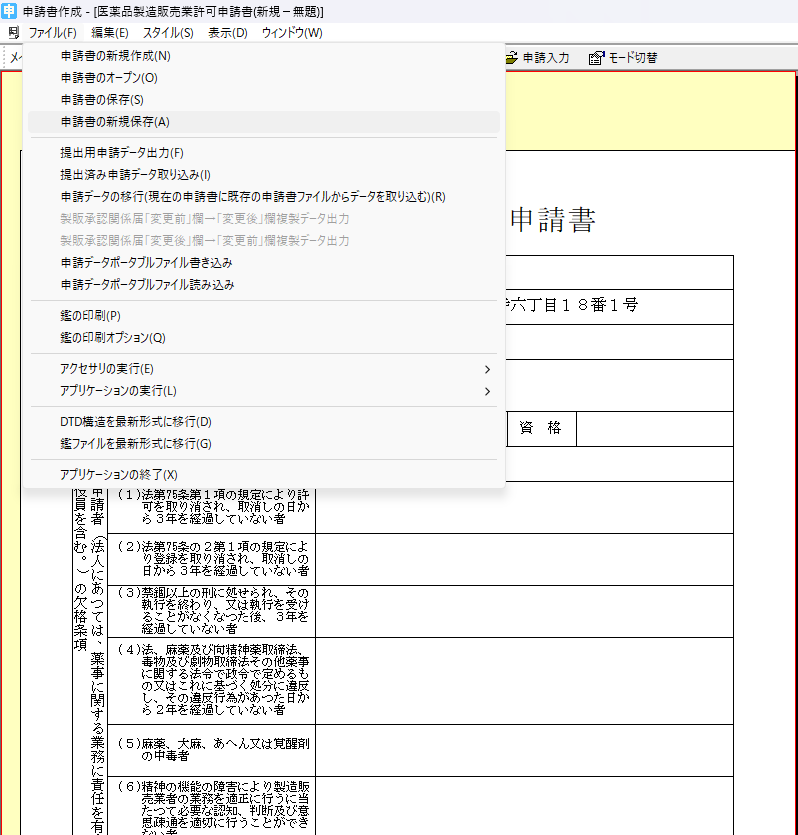 申請書作成 - [医薬品製造販売業許可申請書(新規－無題)]
ファイル(F) 編集(E) スタイル(S) 表示(D) ウィンドウ(W)
申請入力 モード切替
申請書の新規作成(N)
申請書のオープン(O)
申請書の保存(S)
申請書の新規保存(A)
提出用申請データ出力(F)
提出済み申請データ取り込み(I)
申請データの移行(現在の申請書に既存の申請書ファイルからデータを取り込む)(R)
製販承認関係届「変更前」欄→「変更後」欄複製データ出力
製販承認関係届「変更後」欄→「変更前」欄複製データ出力
申請データポータブルファイル書き込み
申請データポータブルファイル読み込み
鑑の印刷(P)
鑑の印刷オプション(Q)
アクセサリの実行(E)
アプリケーションの実行(L)
DTD構造を最新形式に移行(D)
鑑ファイルを最新形式に移行(G)
アプリケーションの終了(X)
申請書
六丁目１８番１号
資 格
申請者（法人にあつては、薬事に関する業務に責任を有
役員を含む。）の欠格条項
(１)法第75条第１項の規定により許
可を取り消され、取消しの日か
ら３年を経過していない者
(２)法第75条の２第１項の規定によ
り登録を取り消され、取消しの
日から３年を経過していない者
(３)禁錮以上の刑に処せられ、その
執行を終わり、又は執行を受け
ることがなくなつた後、３年を
経過していない者
(４)法、麻薬及び向精神薬取締法、
毒物及び劇物取締法その他薬事
に関する法令で政令で定めるも
の又はこれに基づく処分に違反
し、その違反行為があつた日か
ら２年を経過していない者
(５)麻薬、大麻、あへん又は覚醒剤
の中毒者
(６)精神の機能の障害により製造販
売業者の業務を適正に行うに当
たつて必要な認知、判断及び意
思疎通を適切に行うことができ
ない者